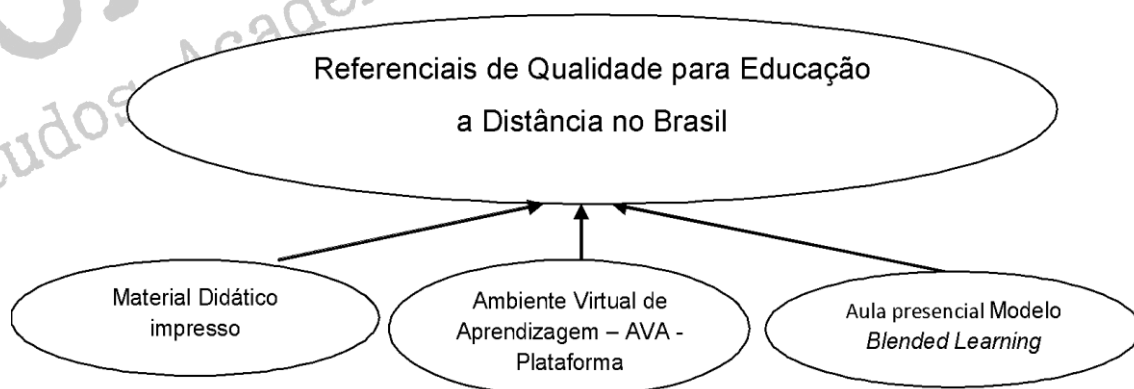 Referenciais de Qualidade para Educação
a Distância no Brasil
Material Didático
impresso
Ambiente Virtual de
Aprendizagem – AVA -
Plataforma
Aula presencial Modelo
Blended Learning